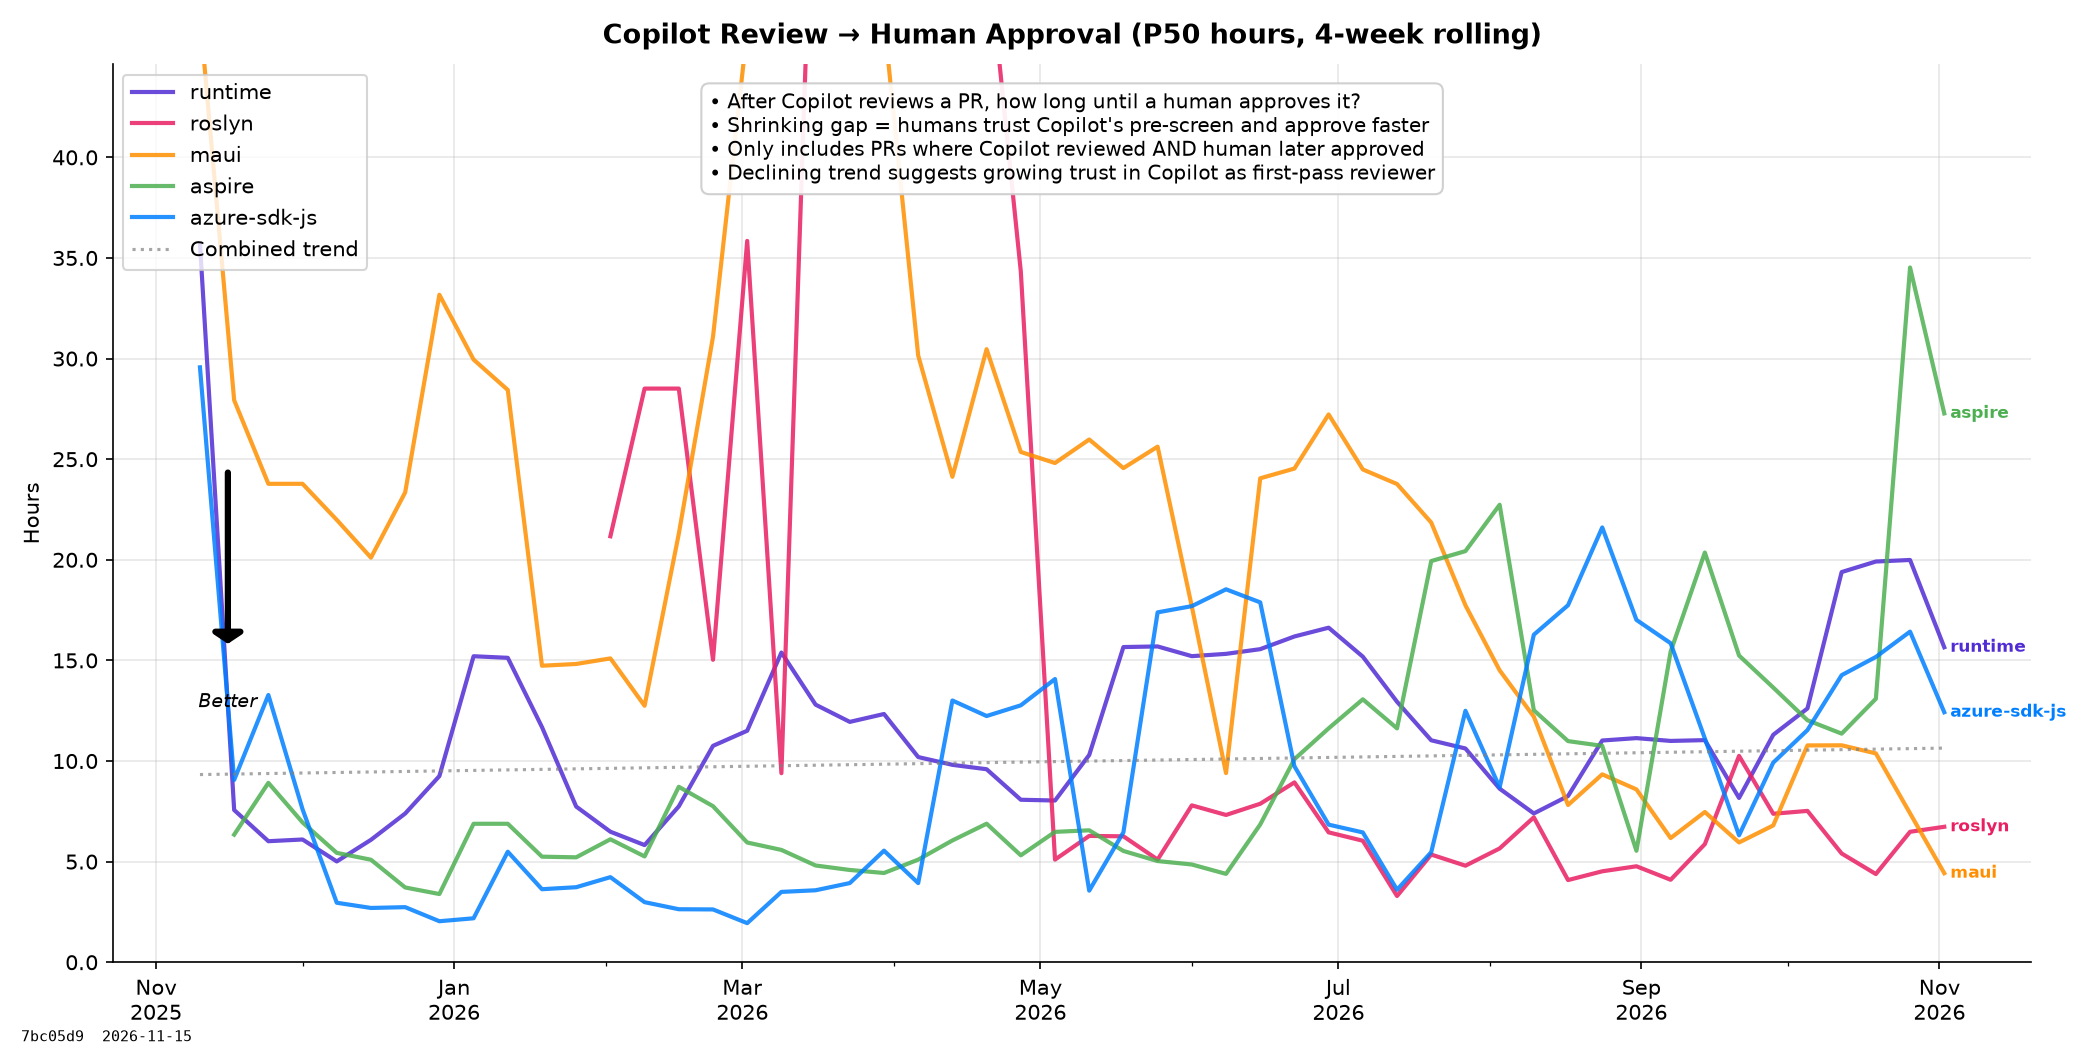 Copilot Review → Human Approval (P50 hours, 4-week rolling)
runtime
roslyn
maui
aspire
azure-sdk-js
Combined trend
• After Copilot reviews a PR, how long until a human approves it?
• Shrinking gap = humans trust Copilot's pre-screen and approve faster
• Only includes PRs where Copilot reviewed AND human later approved
• Declining trend suggests growing trust in Copilot as first-pass reviewer
Hours
40.0
35.0
30.0
25.0
20.0
15.0
10.0
5.0
0.0
Better
aspire
runtime
azure-sdk-js
roslyn
maui
Nov
2025
Jan
2026
Mar
2026
May
2026
Jul
2026
Sep
2026
Nov
2026
7bc05d9 2026-11-15